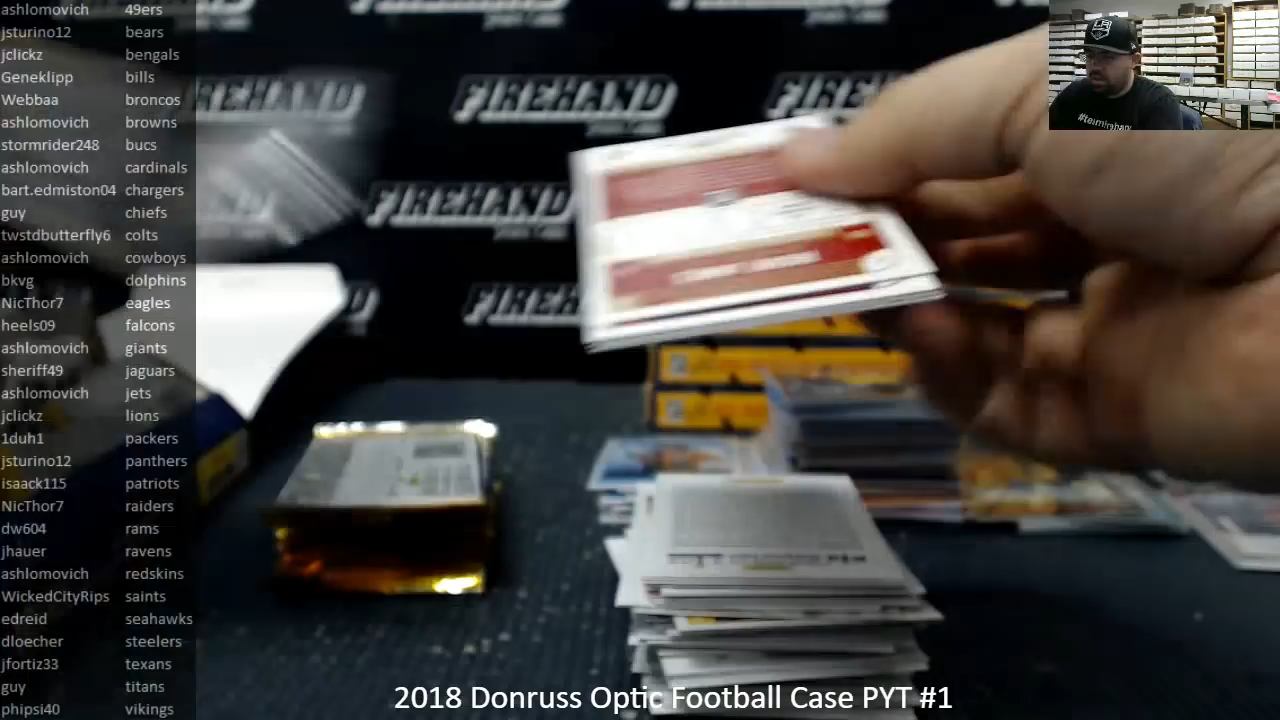 ashlomovich 49ers
jsturino12 bears
jclickz bengals
Geneklipp bills
Webbaa broncos
ashlomovich browns
stormrider248 bucs
ashlomovich cardinals
bart.edmiston04 chargers
guy chiefs
twstdbutterfly6 colts
ashlomovich cowboys
bkvg dolphins
NicThor7 eagles
heels09 falcons
ashlomovich giants
sheriff49 jaguars
ashlomovich jets
jclickz lions
1duh1 packers
jsturino12 panthers
isaack115 patriots
NicThor7 raiders
dw604 rams
jhauer ravens
ashlomovich redskins
WickedCityRips saints
edreid seahawks
dloecher steelers
jfortiz33 texans
guy titans
phipsi40 vikings
FIREHAND
FIREHAND
FIREHAND
FIREHAND
2018 Donruss Optic Football Case PYT #1